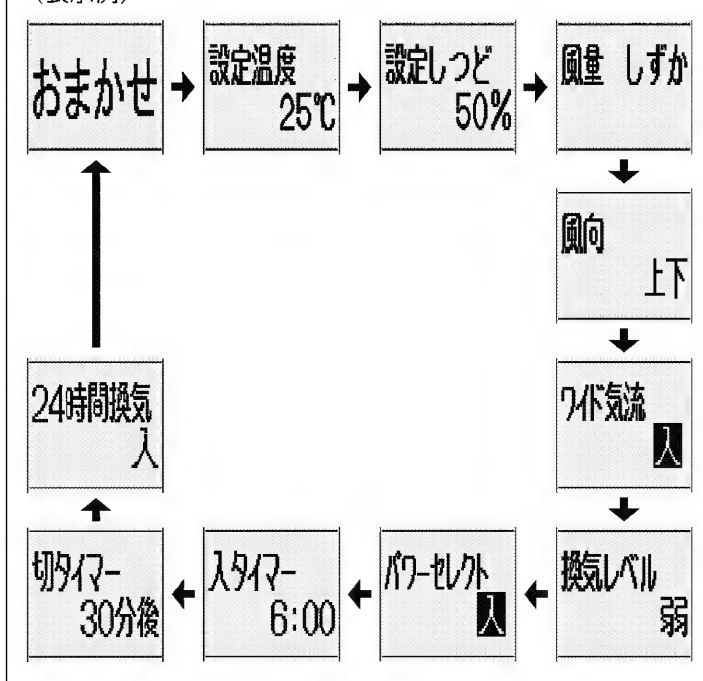 おまかせ
設定温度
25℃
設定しつど
50%
風量 しずか
風向
上下
ワイド気流
入
換気レベル
弱
パワーセレクト
入
入タイマー
6:00
切タイマー
30分後
24時間換気
入